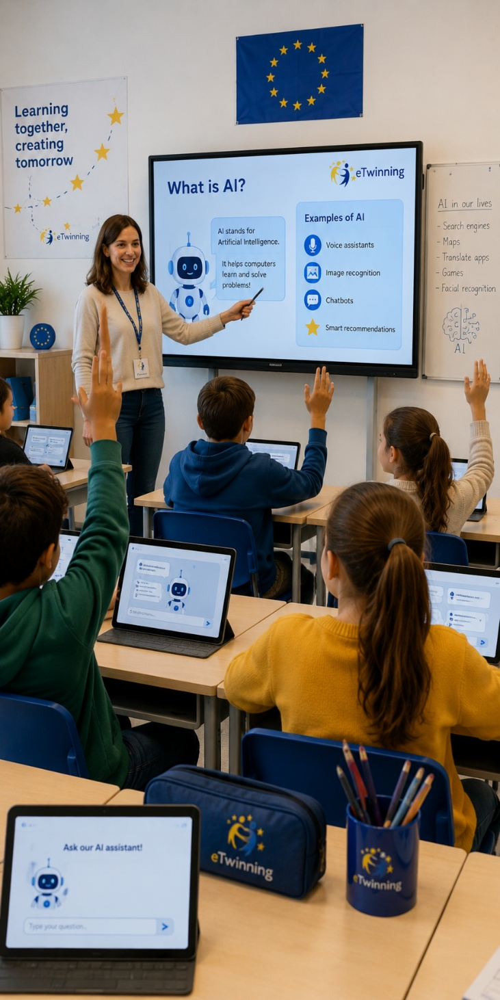 Learning
together,
creating
tomorrow
eTwinning
What is AI?
eTwinning
AI stands for
Artificial Intelligence.
It helps computers
learn and solve
problems!
Examples of AI
Voice assistants
Image recognition
Chatbots
Smart recommendations
AI in our lives
- Search engines
- Maps
- Translate apps
- Games
- Facial recognition
AI
Ask our AI assistant!
Type your question..
eTwinning
eTwinning